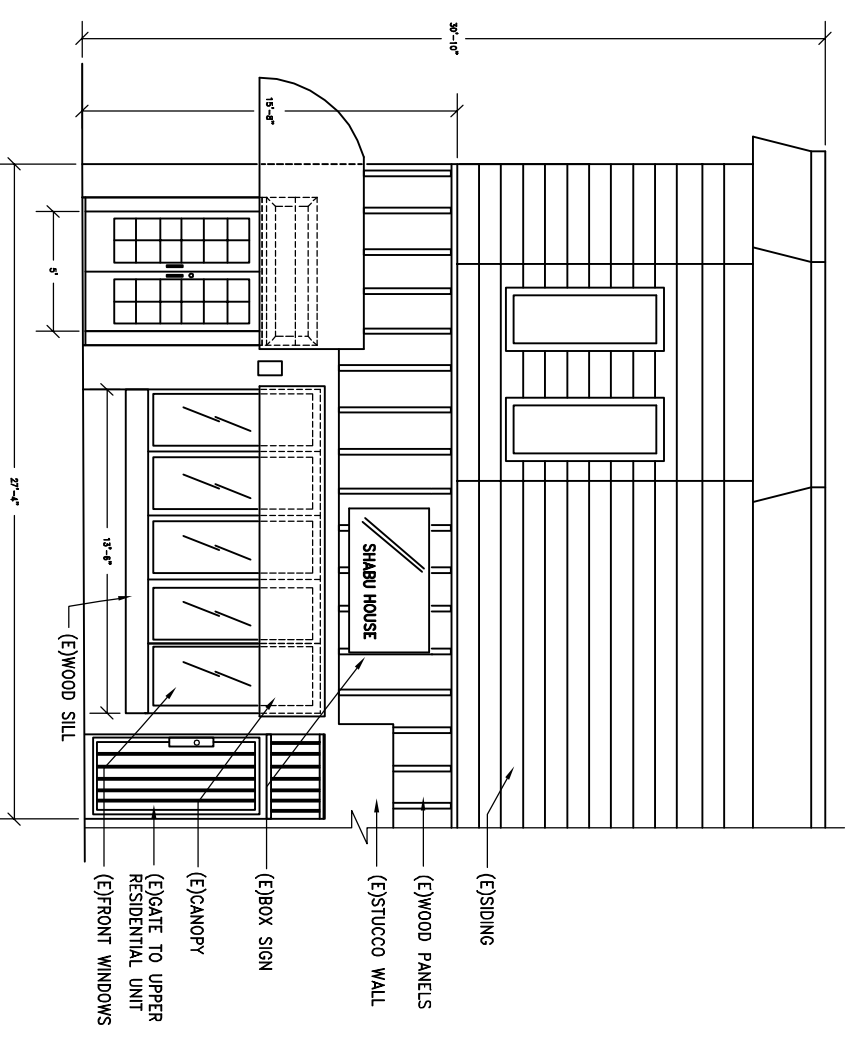 30'-10"
15'-8"
5'
13'-6"
27'-4"
SHABU HOUSE
(E)SIDING
(E)WOOD PANELS
(E)STUCCO WALL
(E)BOX SIGN
(E)CANOPY
(E)GATE TO UPPER
RESIDENTIAL UNIT
(E)FRONT WINDOWS
(E)WOOD SILL